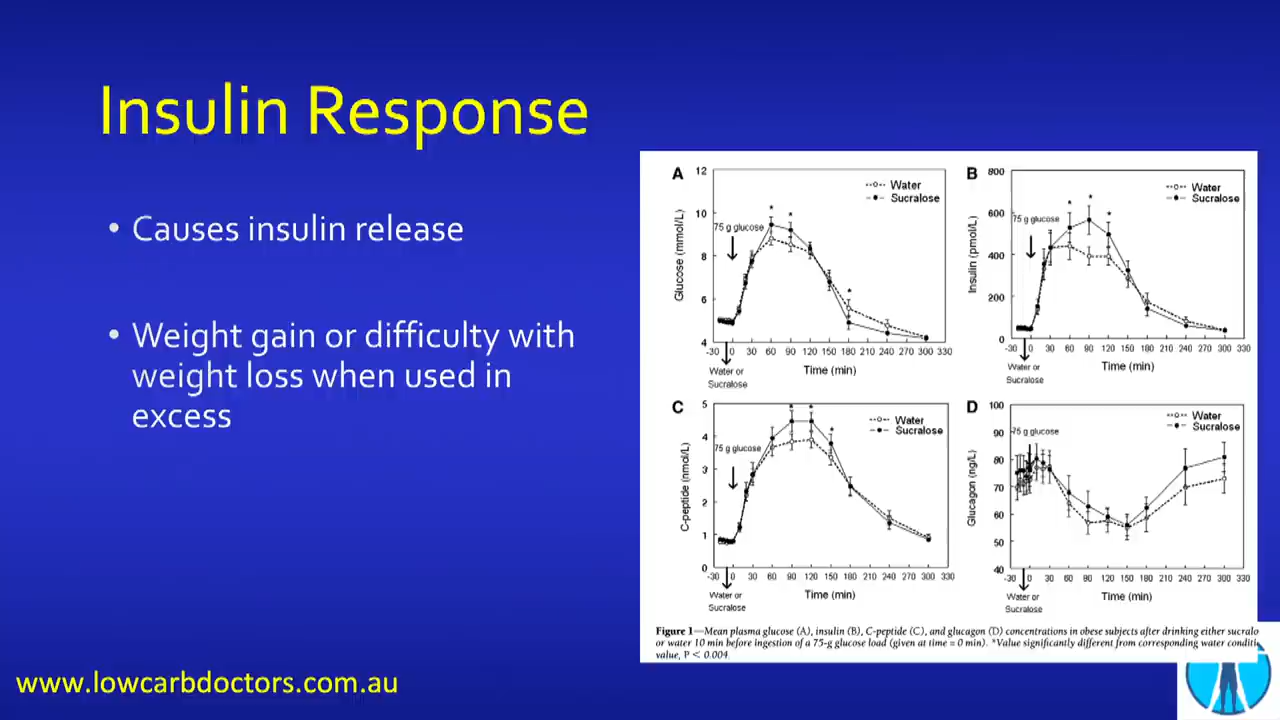 Insulin Response
• Causes insulin release
• Weight gain or difficulty with
weight loss when used in
excess
A
12
10
8
6
4
Glucose (mmol/L)
Water
Sucralose
75 g glucose
* * *
-30 0 30 60 90 120 150 180 210 240 270 300 330
Water or
Sucralose
Time (min)
B
800
600
400
200
0
Insulin (pmol/L)
Water
Sucralose
75 g glucose
* * *
-30 0 30 60 90 120 150 180 210 240 270 300 330
Water or
Sucralose
Time (min)
C
5
4
3
2
1
0
C-peptide (nmol/L)
Water
Sucralose
75 g glucose
* * *
-30 0 30 60 90 120 150 180 210 240 270 300 330
Water or
Sucralose
Time (min)
D
100
90
80
70
60
50
40
Glucagon (ng/L)
Water
Sucralose
75 g glucose
-30 0 30 60 90 120 150 180 210 240 270 300 330
Water or
Sucralose
Time (min)
Figure 1—Mean plasma glucose (A), insulin (B), C-peptide (C), and glucagon (D) concentrations in obese subjects after drinking either sucralo
or water 10 min before ingestion of a 75-g glucose load (given at time = 0 min). *Value significantly different from corresponding water conditi
value, P < 0.004.
www.lowcarbdoctors.com.au